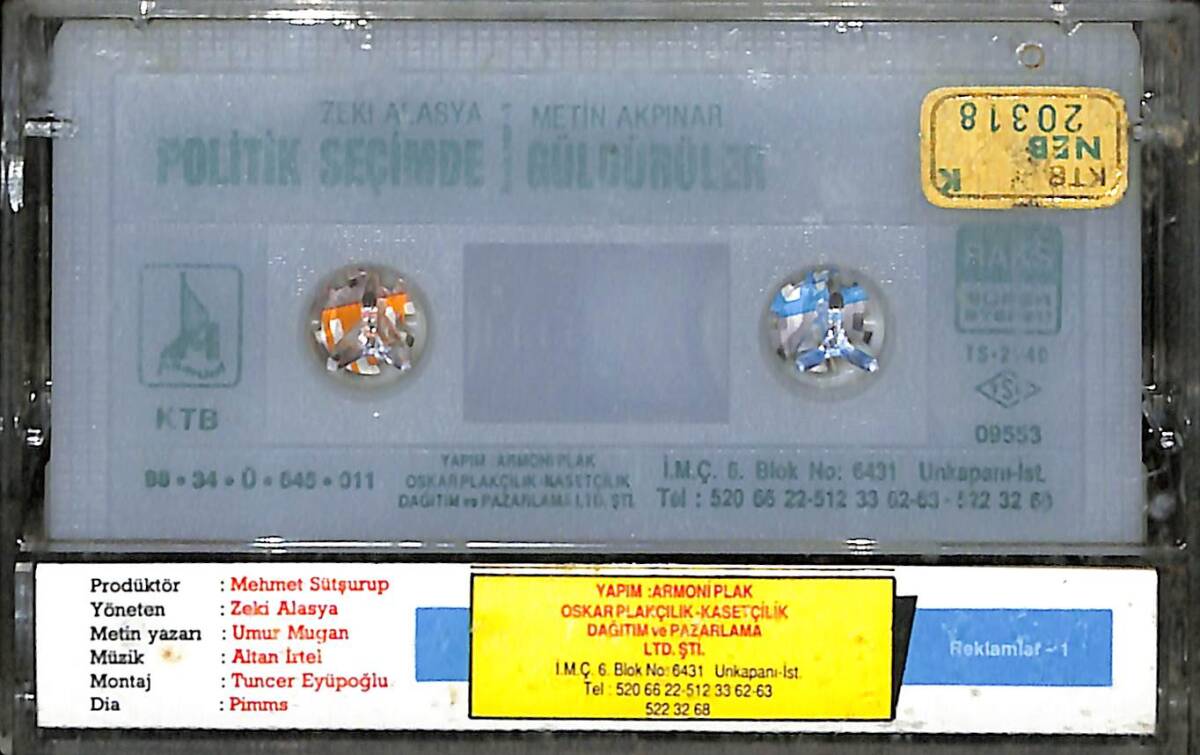 ZEKİ ALASYA METİN AKPINAR
POLİTİK SEÇİMDE GÜLDÜRÜLER
KTB
NEB
20318
K
RAKS
KTB
09553
YAPIM :ARMONİ PLAK
OSKAR PLAKÇILIK-KASETÇİLİK
DAĞITIM ve PAZARLAMA LTD. ŞTİ.
İ.M.Ç. 6. Blok No: 6431 Unkapanı-İst.
Tel : 520 66 22-512 33 62-63 - 522 32 68
Prodüktör : Mehmet Sütşurup
Yöneten : Zeki Alasya
Metin yazarı : Umur Mugan
Müzik : Altan İrtel
Montaj : Tuncer Eyüpoğlu
Dia : Pimms
YAPIM :ARMONİ PLAK
OSKAR PLAKÇILIK-KASETÇİLİK
DAĞITIM ve PAZARLAMA
LTD. ŞTİ.
İ.M.Ç. 6. Blok No: 6431 Unkapanı-İst.
Tel : 520 66 22-512 33 62-63
522 32 68
Reklamlar - 1